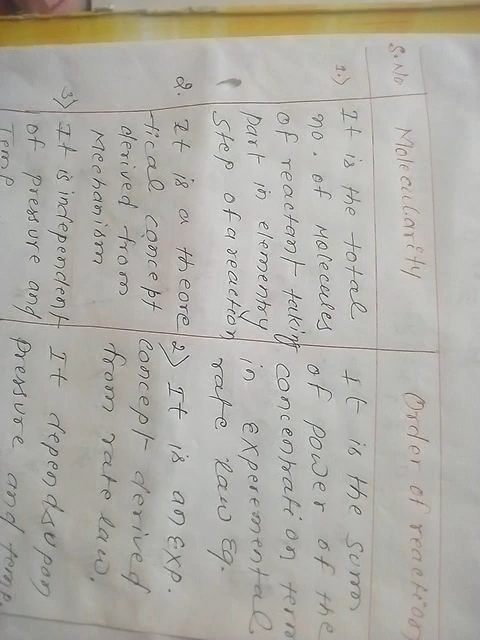 S.No Molecularity Order of reaction
1.) It is the total It is the sum
no. of Molecules of power of the
of reactant taking concentration term
part in elementry in experemental
step of a reaction rate law Eq.
2. It is a theore 2) It is an Exp.
tical concept concept derived
derived from from rate law.
Mechanism
3) It is independent It depends upon
of pressure and pressure and temp.
Temp